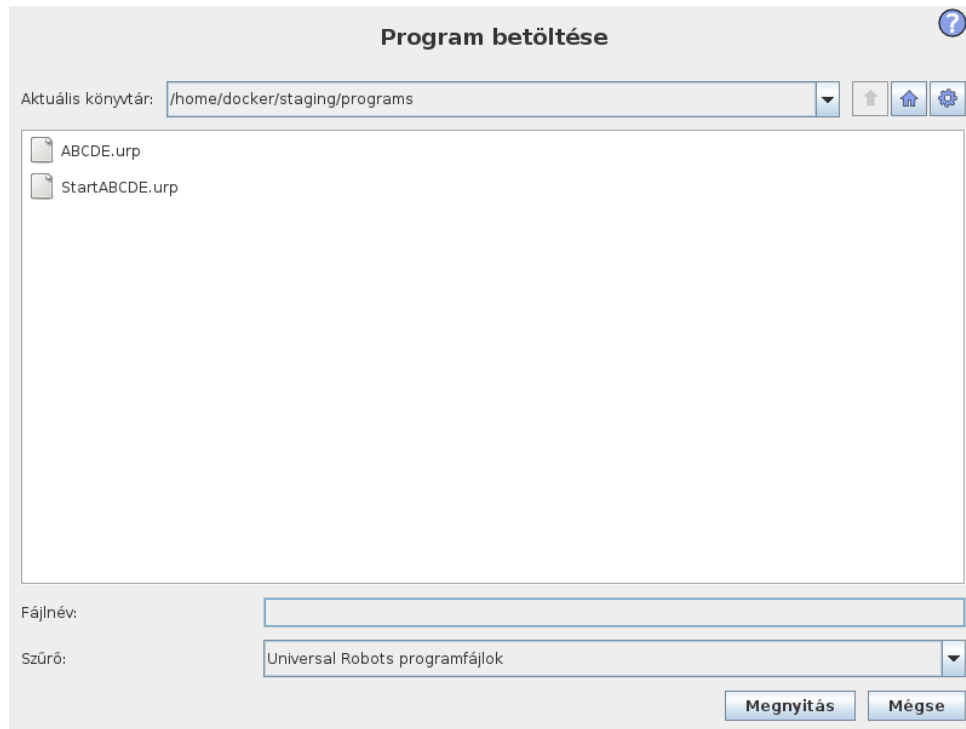 Program betöltése
?
Aktuális könyvtár: /home/docker/staging/programs
ABCDE.urp
StartABCDE.urp
Fájlnév:
Szűrő: Universal Robots programfájlok
Megnyitás Mégse